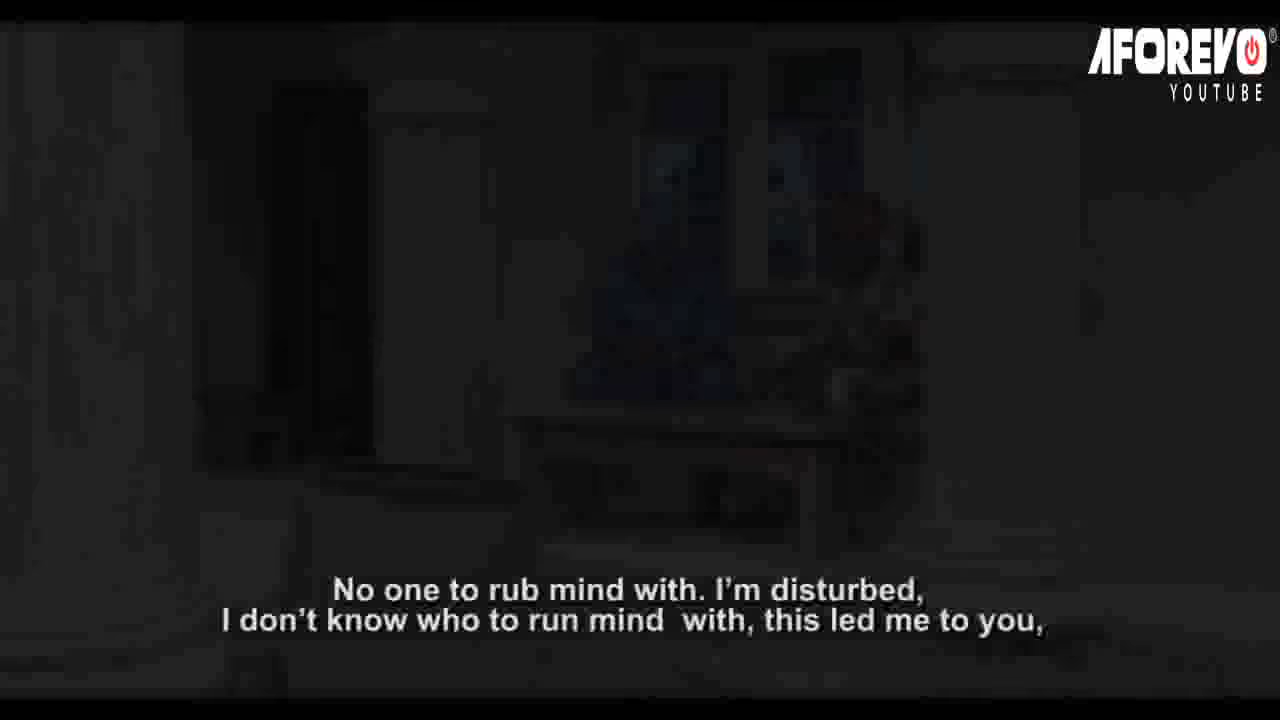 AFOREVO®
YOUTUBE
No one to rub mind with. I'm disturbed,
I don't know who to run mind  with, this led me to you,